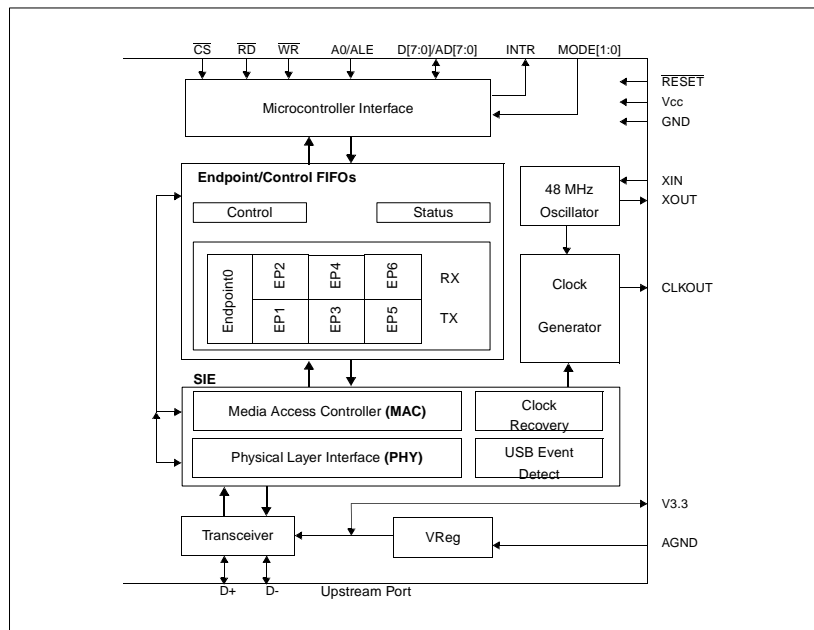 CS RD WR A0/ALE D[7:0]/AD[7:0] INTR MODE[1:0]
RESET
Vcc
GND
Microcontroller Interface
Endpoint/Control FIFOs
Control
Status
48 MHz
Oscillator
XIN
XOUT
Endpoint0
EP2
EP4
EP6
RX
EP1
EP3
EP5
TX
Clock
Generator
CLKOUT
SIE
Media Access Controller (MAC)
Clock
Recovery
Physical Layer Interface (PHY)
USB Event
Detect
V3.3
Transceiver
VReg
AGND
D+ D- Upstream Port